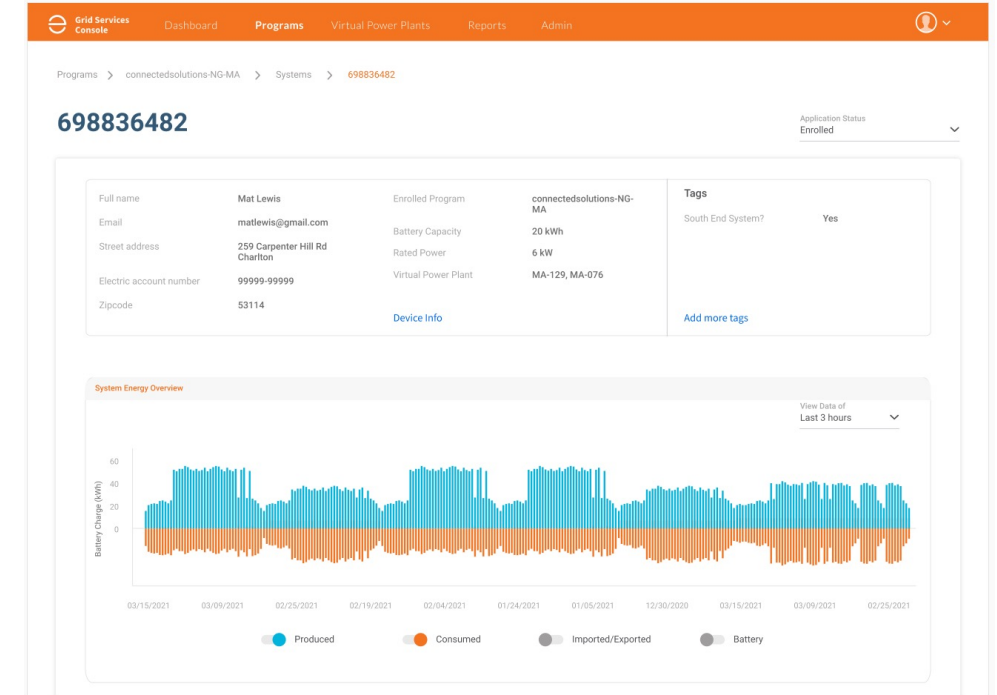 Grid Services
Console
Dashboard
Programs
Virtual Power Plants
Reports
Admin
Programs > connectedsolutions-NG-MA > Systems > 698836482
698836482
Application Status
Enrolled
Full name
Mat Lewis
Email
matlewis@gmail.com
Street address
259 Carpenter Hill Rd
Charlton
Electric account number
99999-99999
Zipcode
53114
Enrolled Program
connectedsolutions-NG-
MA
Battery Capacity
20 kWh
Rated Power
6 kW
Virtual Power Plant
MA-129, MA-076
Device Info
Tags
South End System?
Yes
Add more tags
System Energy Overview
View Data of
Last 3 hours
Battery Charge (kWh)
60
40
20
0
03/15/2021
03/09/2021
02/25/2021
02/19/2021
02/04/2021
01/24/2021
01/05/2021
12/30/2020
03/15/2021
03/09/2021
02/25/2021
Produced
Consumed
Imported/Exported
Battery